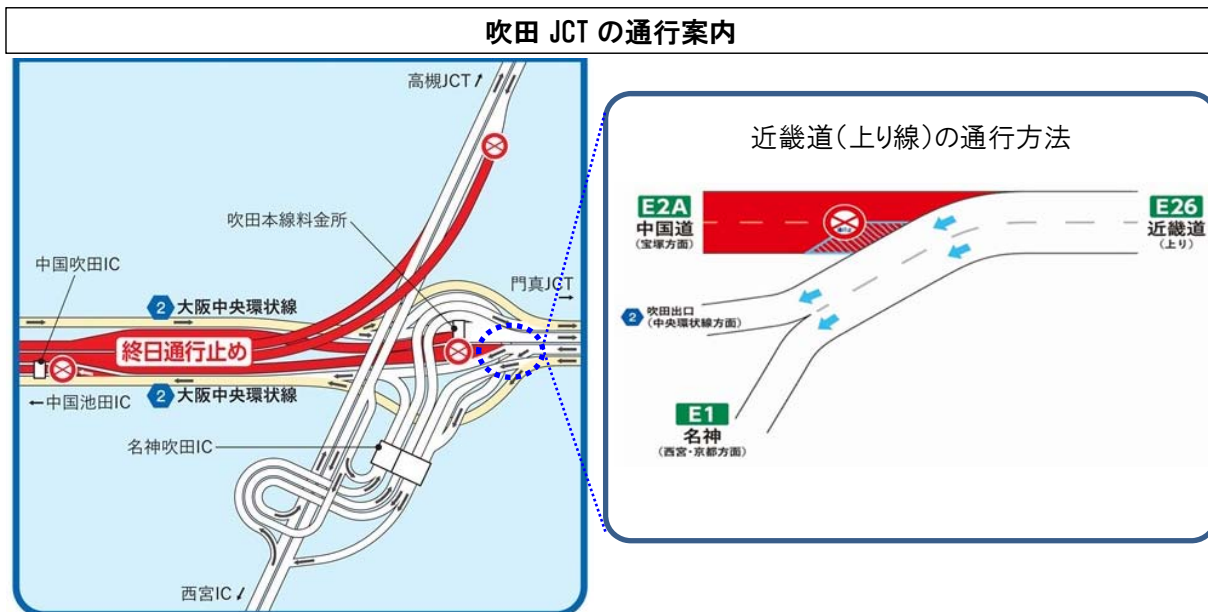 吹田 JCT の通行案内
高槻JCT
吹田本線料金所
中国吹田IC
門真JCT
2 大阪中央環状線
終日通行止め
2 大阪中央環状線
中国池田IC
名神吹田IC
西宮IC
近畿道(上り線)の通行方法
E2A
中国道
(宝塚方面)
E26
近畿道
(上り)
2 吹田出口
(中央環状線方面)
E1
名神
(西宮・京都方面)